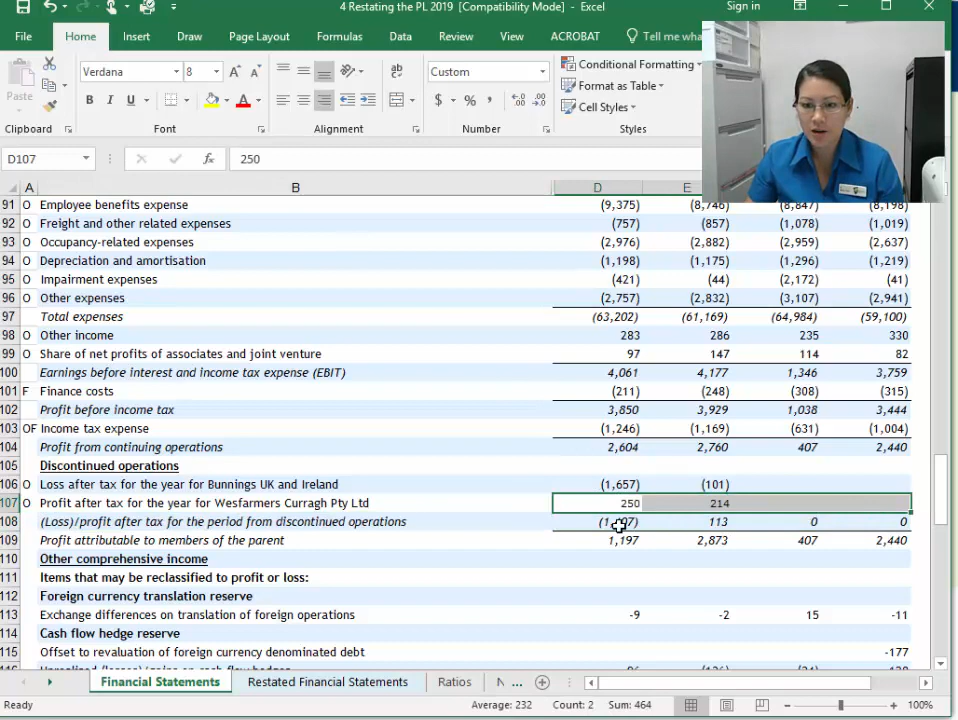 4 Restating the PL 2019 [Compatibility Mode] - Excel
Sign in
File Home Insert Draw Page Layout Formulas Data Review View ACROBAT Tell me
Paste
Verdana 8 A A ab
B I U A
Custom
$ % , .00
Conditional Formatting
Format as Table
Cell Styles
Clipboard Font Alignment Number Styles
D107 fx 250
A B D E
91 O Employee benefits expense (9,375) (8,746) (8,847) (8,198)
92 O Freight and other related expenses (757) (857) (1,078) (1,019)
93 O Occupancy-related expenses (2,976) (2,882) (2,959) (2,637)
94 O Depreciation and amortisation (1,198) (1,175) (1,296) (1,219)
95 O Impairment expenses (421) (44) (2,172) (41)
96 O Other expenses (2,757) (2,832) (3,107) (2,941)
97 Total expenses (63,202) (61,169) (64,984) (59,100)
98 O Other income 283 286 235 330
99 O Share of net profits of associates and joint venture 97 147 114 82
100 Earnings before interest and income tax expense (EBIT) 4,061 4,177 1,346 3,759
101 F Finance costs (211) (248) (308) (315)
102 Profit before income tax 3,850 3,929 1,038 3,444
103 OF Income tax expense (1,246) (1,169) (631) (1,004)
104 Profit from continuing operations 2,604 2,760 407 2,440
105 Discontinued operations
106 O Loss after tax for the year for Bunnings UK and Ireland (1,657) (101)
107 O Profit after tax for the year for Wesfarmers Curragh Pty Ltd 250 214
108 (Loss)/profit after tax for the period from discontinued operations 113 0 0
109 Profit attributable to members of the parent 1,197 2,873 407 2,440
110 Other comprehensive income
111 Items that may be reclassified to profit or loss:
112 Foreign currency translation reserve
113 Exchange differences on translation of foreign operations -9 -2 15 -11
114 Cash flow hedge reserve
115 Offset to revaluation of foreign currency denominated debt -177
Financial Statements Restated Financial Statements Ratios N ...
Ready Average: 232 Count: 2 Sum: 464 100%